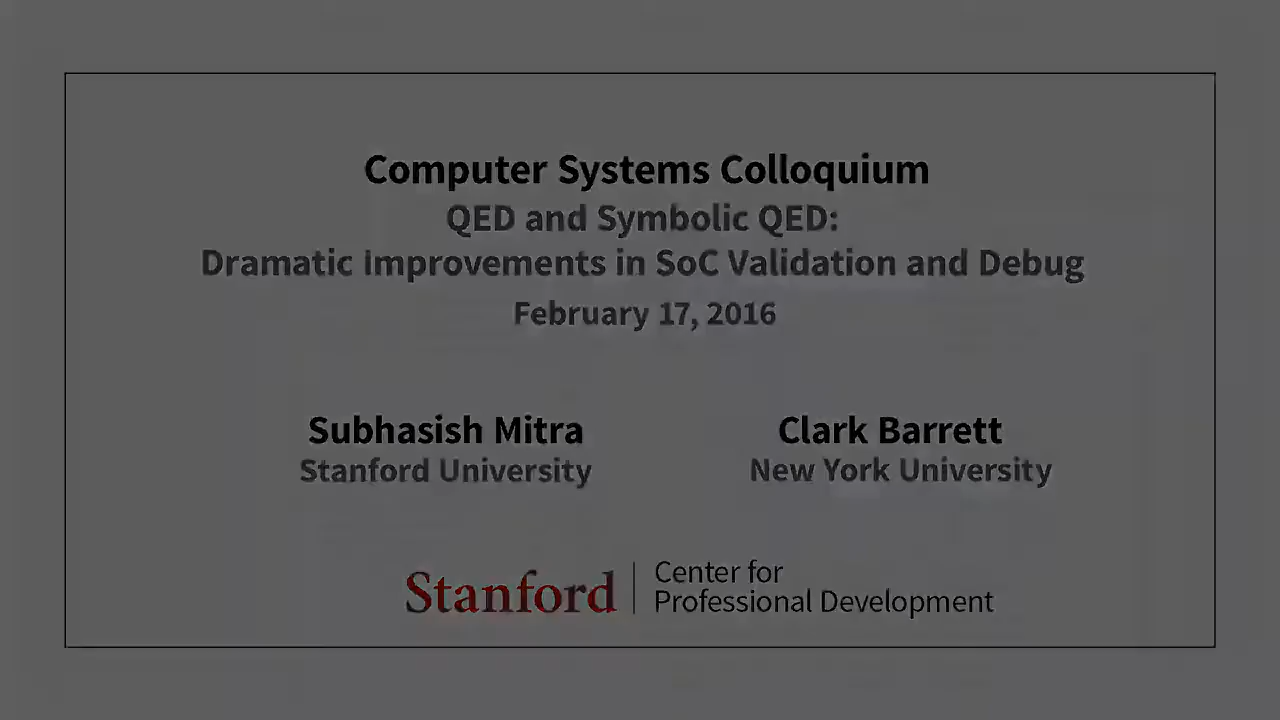 Computer Systems Colloquium
QED and Symbolic QED:
Dramatic Improvements in SoC Validation and Debug
February 17, 2016
Subhasish Mitra
Stanford University
Clark Barrett
New York University
Stanford
Center for
Professional Development